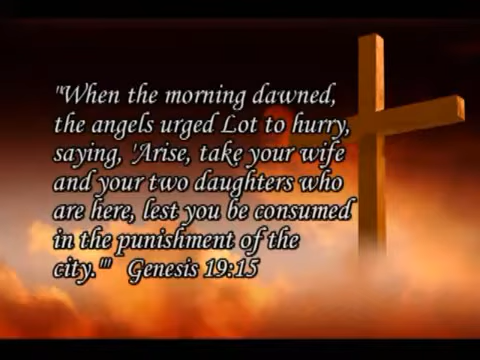 "When the morning dawned,
the angels urged Lot to hurry,
saying, 'Arise, take your wife
and your two daughters who
are here, lest you be consumed
in the punishment of the
city.'" Genesis 19:15